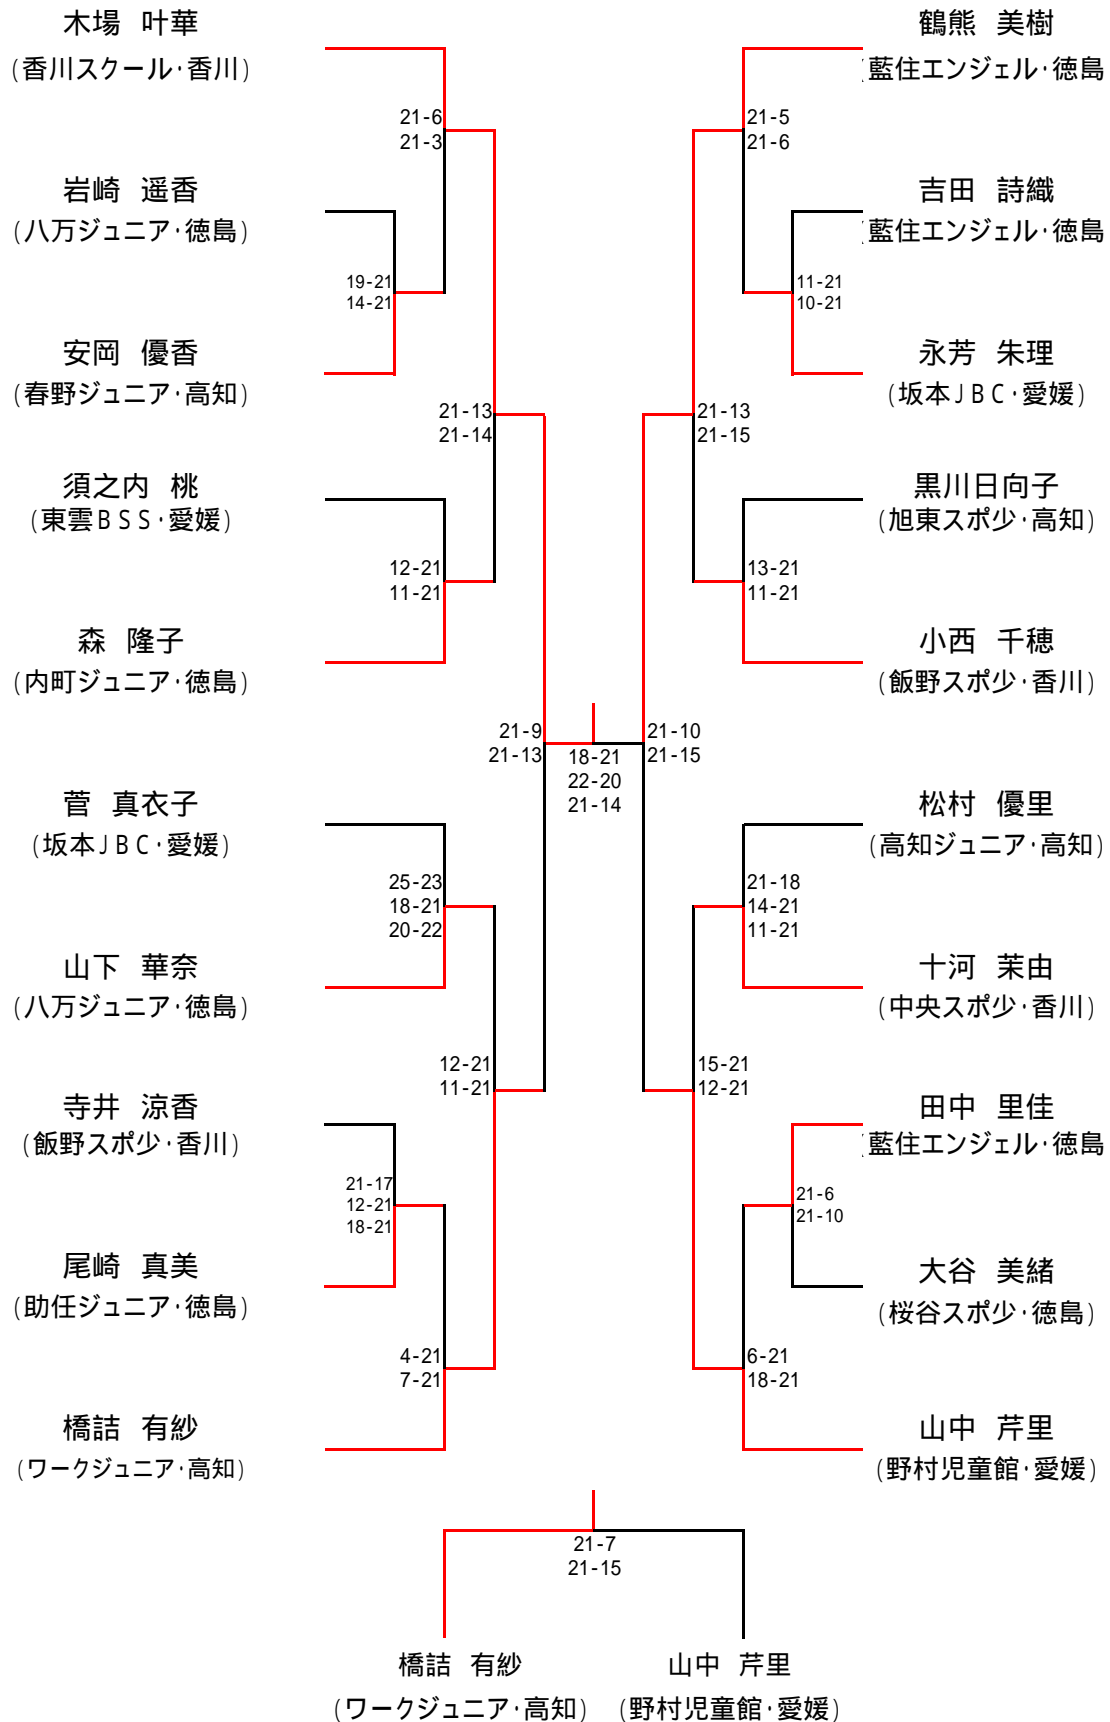 木場 叶華
(香川スクール・香川)
21-6
21-3
岩崎 遥香
(八万ジュニア・徳島)
19-21
14-21
安岡 優香
(春野ジュニア・高知)
21-13
21-14
須之内 桃
(東雲BSS・愛媛)
12-21
11-21
森 隆子
(内町ジュニア・徳島)
21-9
21-13
菅 真衣子
(坂本JBC・愛媛)
25-23
18-21
20-22
山下 華奈
(八万ジュニア・徳島)
12-21
11-21
寺井 涼香
(飯野スポ少・香川)
21-17
12-21
18-21
尾崎 真美
(助任ジュニア・徳島)
4-21
7-21
橋詰 有紗
(ワークジュニア・高知)
18-21
22-20
21-14
鶴熊 美樹
(藍住エンジェル・徳島
21-5
21-6
吉田 詩織
(藍住エンジェル・徳島
11-21
10-21
永芳 朱理
(坂本JBC・愛媛)
21-13
21-15
黒川日向子
(旭東スポ少・高知)
13-21
11-21
小西 千穂
(飯野スポ少・香川)
21-10
21-15
松村 優里
(高知ジュニア・高知)
21-18
14-21
11-21
十河 茉由
(中央スポ少・香川)
15-21
12-21
田中 里佳
(藍住エンジェル・徳島
21-6
21-10
大谷 美緒
(桜谷スポ少・徳島)
6-21
18-21
山中 芹里
(野村児童館・愛媛)
21-7
21-15
橋詰 有紗
(ワークジュニア・高知)
山中 芹里
(野村児童館・愛媛)